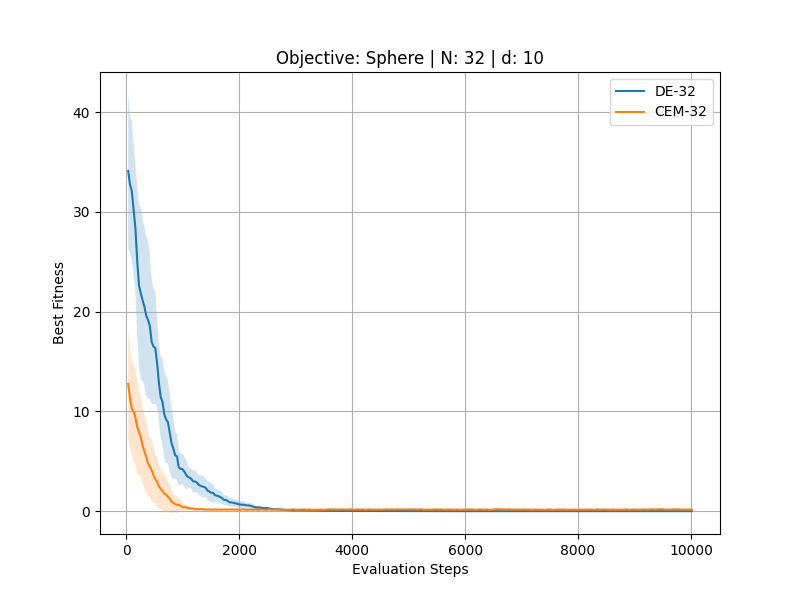 Objective: Sphere | N: 32 | d: 10
DE-32
CEM-32
Best Fitness
40
30
20
10
0
0 2000 4000 6000 8000 10000
Evaluation Steps